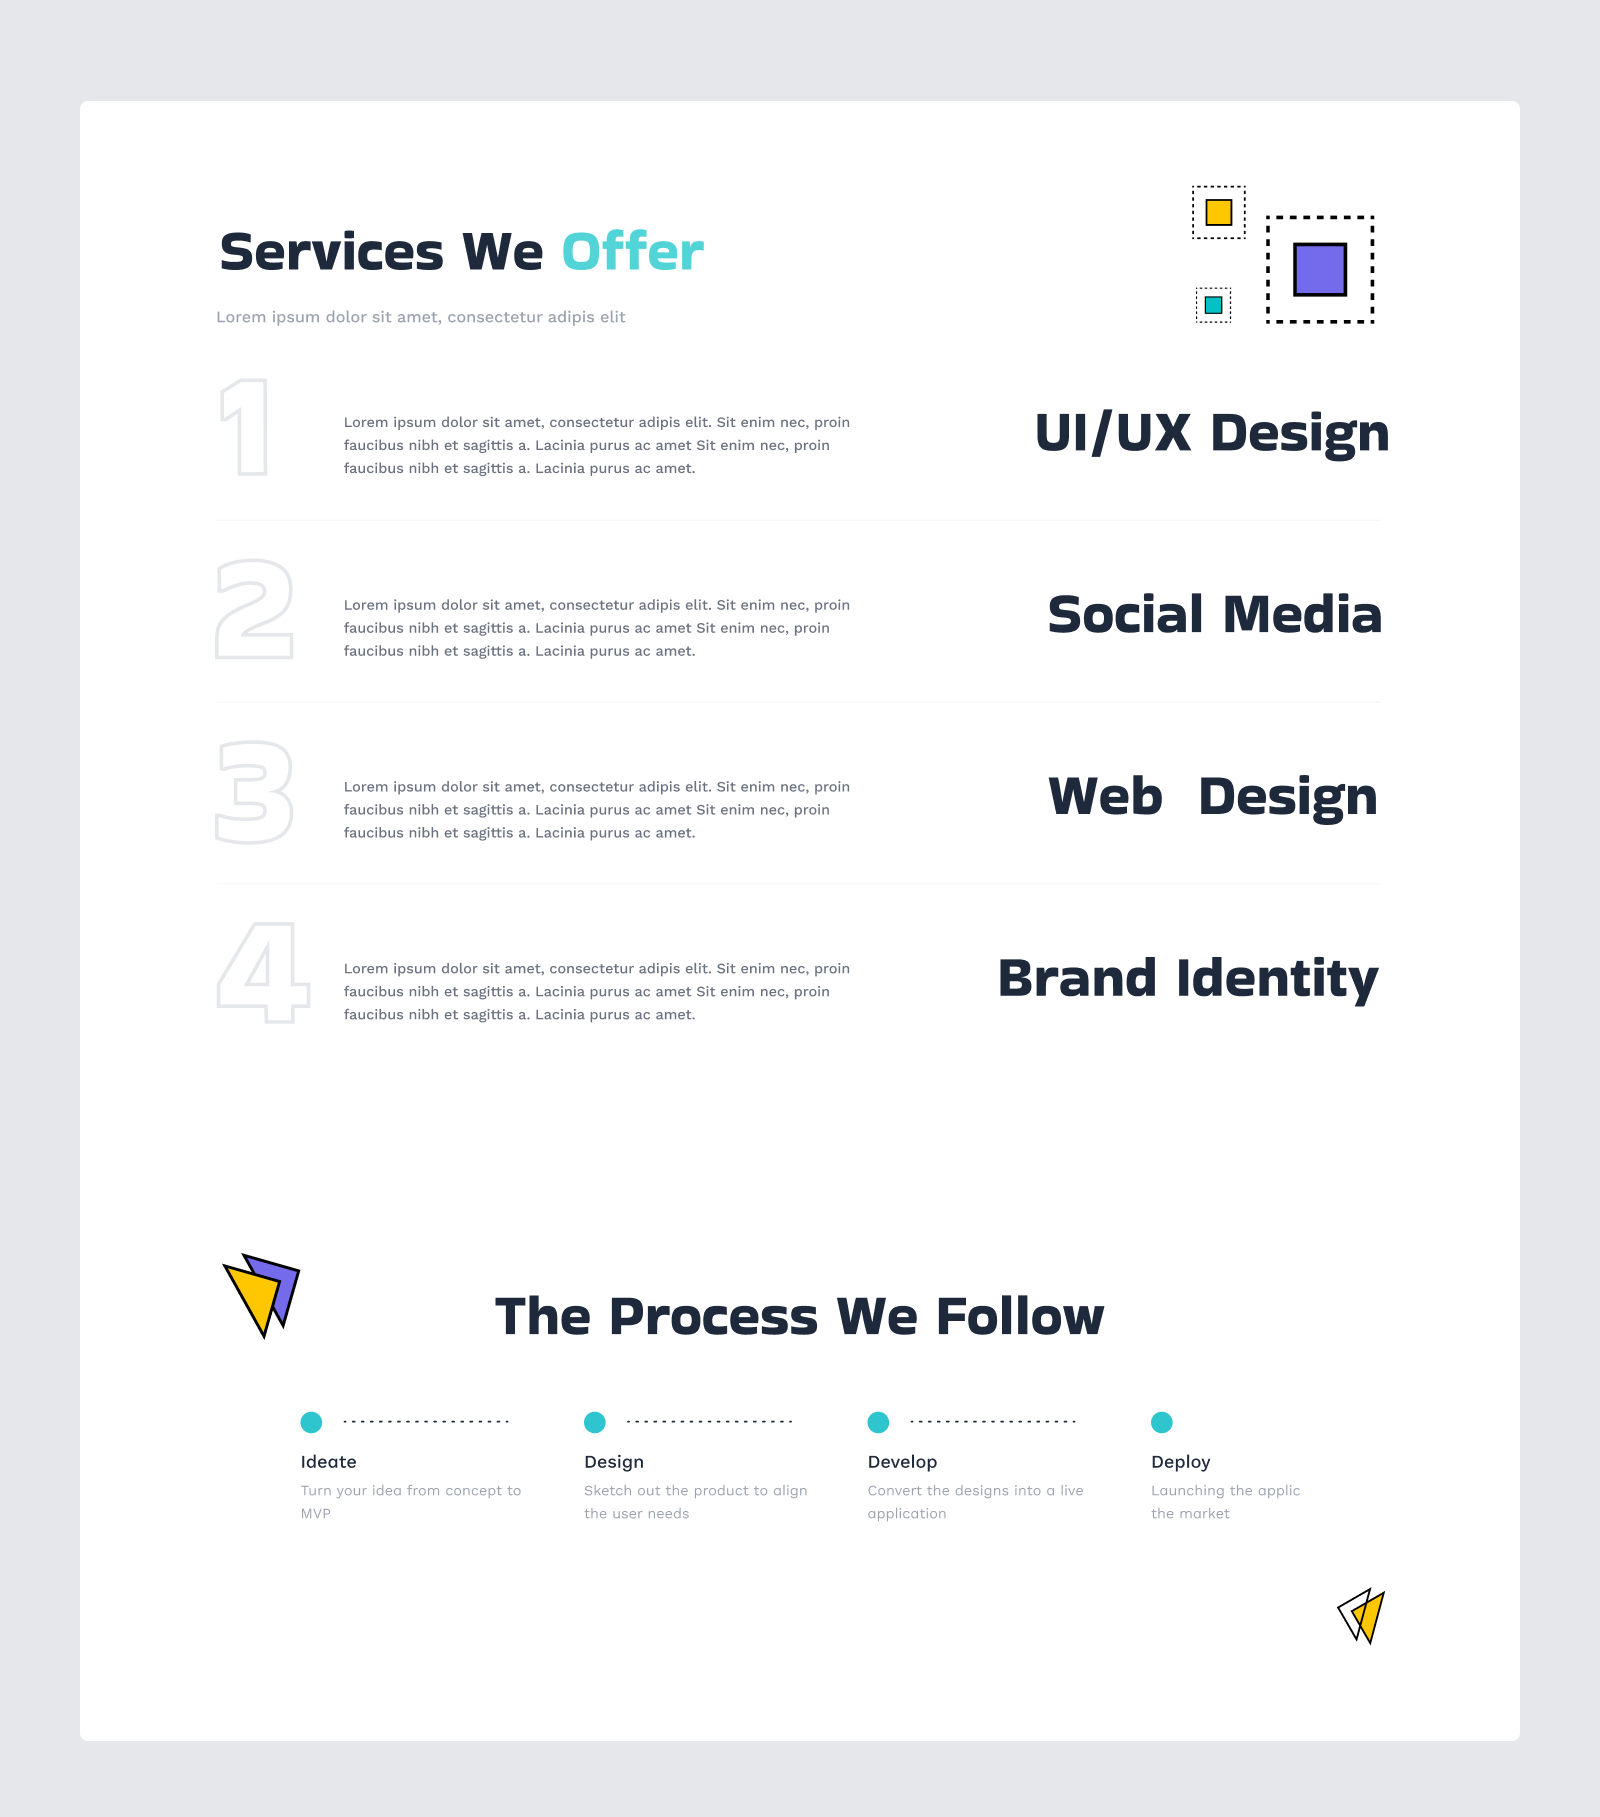 Services We Offer
Lorem ipsum dolor sit amet, consectetur adipis elit
1
Lorem ipsum dolor sit amet, consectetur adipis elit. Sit enim nec, proin
faucibus nibh et sagittis a. Lacinia purus ac amet Sit enim nec, proin
faucibus nibh et sagittis a. Lacinia purus ac amet.
UI/UX Design
2
Lorem ipsum dolor sit amet, consectetur adipis elit. Sit enim nec, proin
faucibus nibh et sagittis a. Lacinia purus ac amet Sit enim nec, proin
faucibus nibh et sagittis a. Lacinia purus ac amet.
Social Media
3
Lorem ipsum dolor sit amet, consectetur adipis elit. Sit enim nec, proin
faucibus nibh et sagittis a. Lacinia purus ac amet Sit enim nec, proin
faucibus nibh et sagittis a. Lacinia purus ac amet.
Web  Design
4
Lorem ipsum dolor sit amet, consectetur adipis elit. Sit enim nec, proin
faucibus nibh et sagittis a. Lacinia purus ac amet Sit enim nec, proin
faucibus nibh et sagittis a. Lacinia purus ac amet.
Brand Identity
The Process We Follow
Ideate
Turn your idea from concept to
MVP
Design
Sketch out the product to align
the user needs
Develop
Convert the designs into a live
application
Deploy
Launching the applic
the market